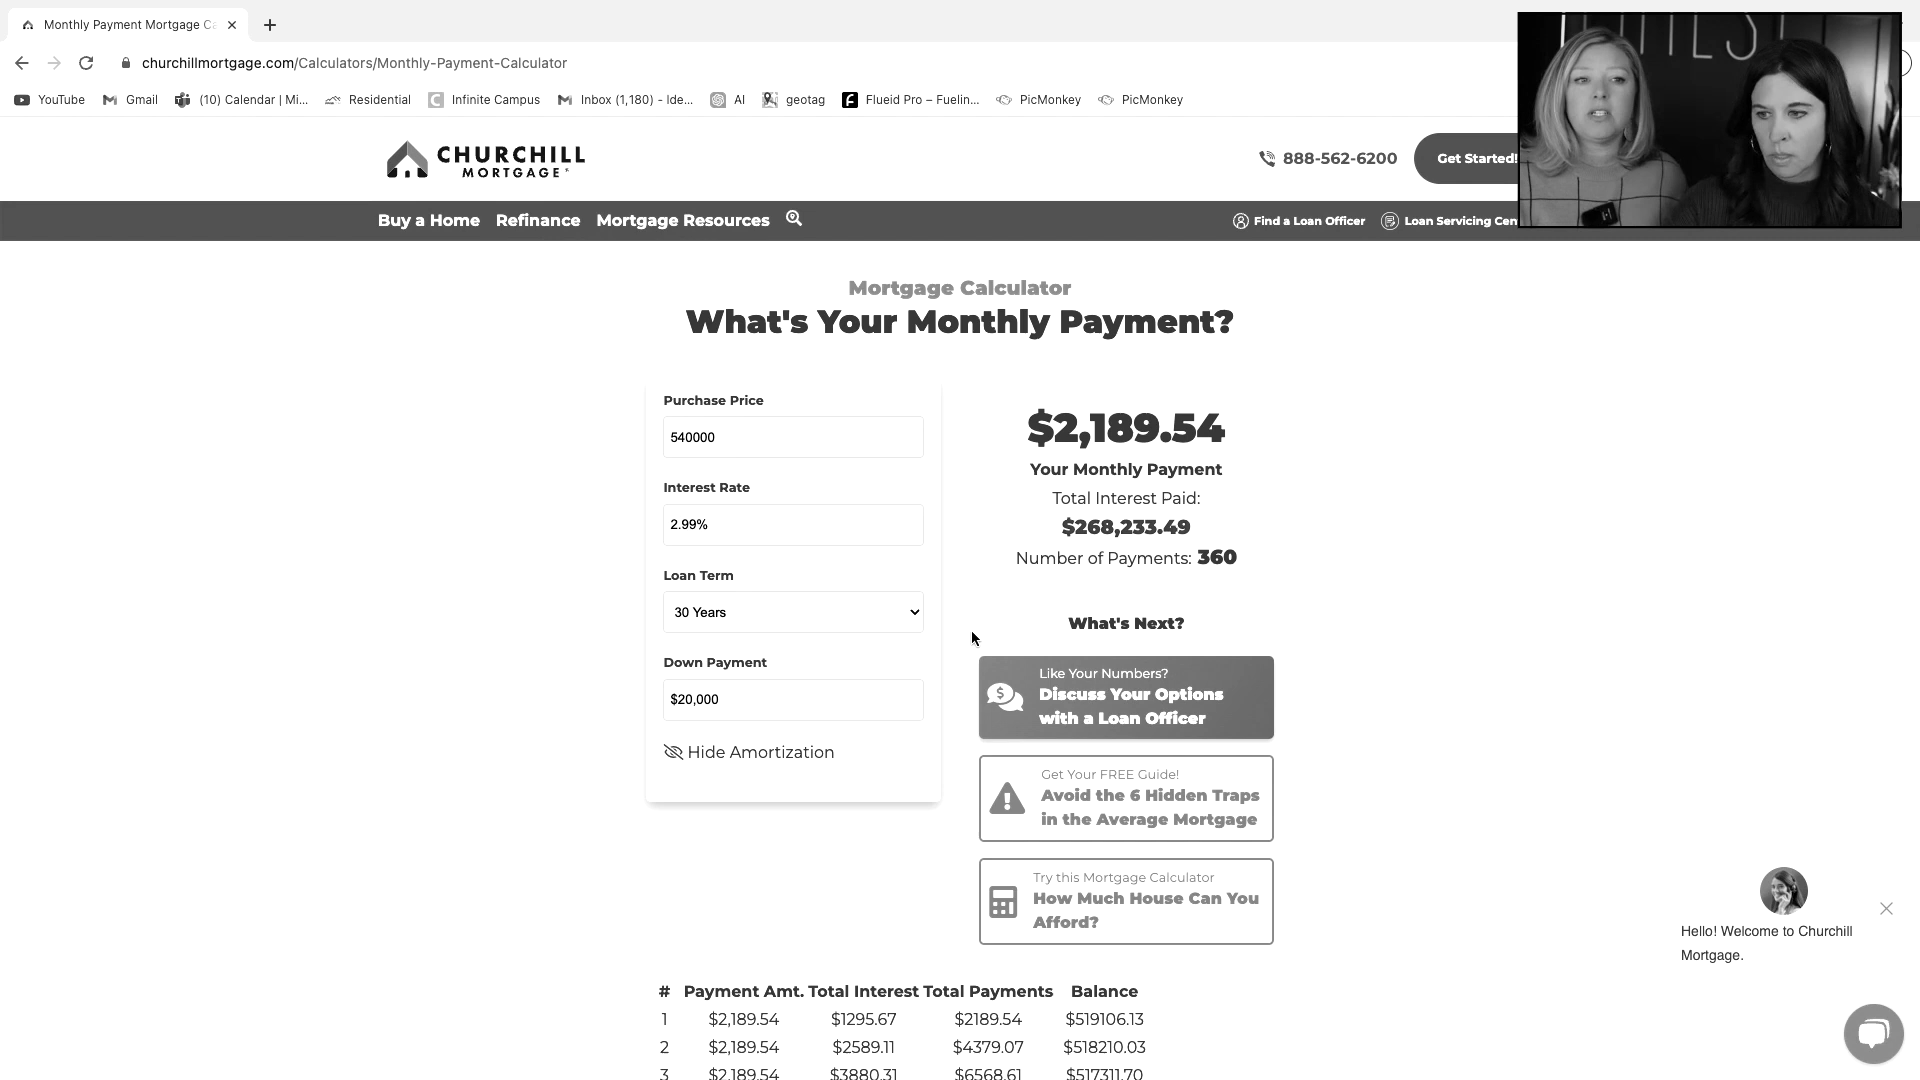 Monthly Payment Mortgage Ca
churchillmortgage.com/Calculators/Monthly-Payment-Calculator
YouTube
Gmail
(10) Calendar | Mi...
Residential
Infinite Campus
Inbox (1,180) - Ide...
AI
geotag
Flueid Pro – Fuelin...
PicMonkey
PicMonkey
CHURCHILL
MORTGAGE
888-562-6200
Get Started!
Buy a Home
Refinance
Mortgage Resources
Find a Loan Officer
Loan Servicing Cen
Mortgage Calculator
What's Your Monthly Payment?
Purchase Price
540000
Interest Rate
2.99%
Loan Term
30 Years
Down Payment
$20,000
Hide Amortization
$2,189.54
Your Monthly Payment
Total Interest Paid:
$268,233.49
Number of Payments: 360
What's Next?
Like Your Numbers?
Discuss Your Options
with a Loan Officer
Get Your FREE Guide!
Avoid the 6 Hidden Traps
in the Average Mortgage
Try this Mortgage Calculator
How Much House Can You
Afford?
Hello! Welcome to Churchill
Mortgage.
# Payment Amt. Total Interest Total Payments Balance
1 $2,189.54 $1295.67 $2189.54 $519106.13
2 $2,189.54 $2589.11 $4379.07 $518210.03
3 $2,189.54 $3880.31 $6568.61 $517311.70